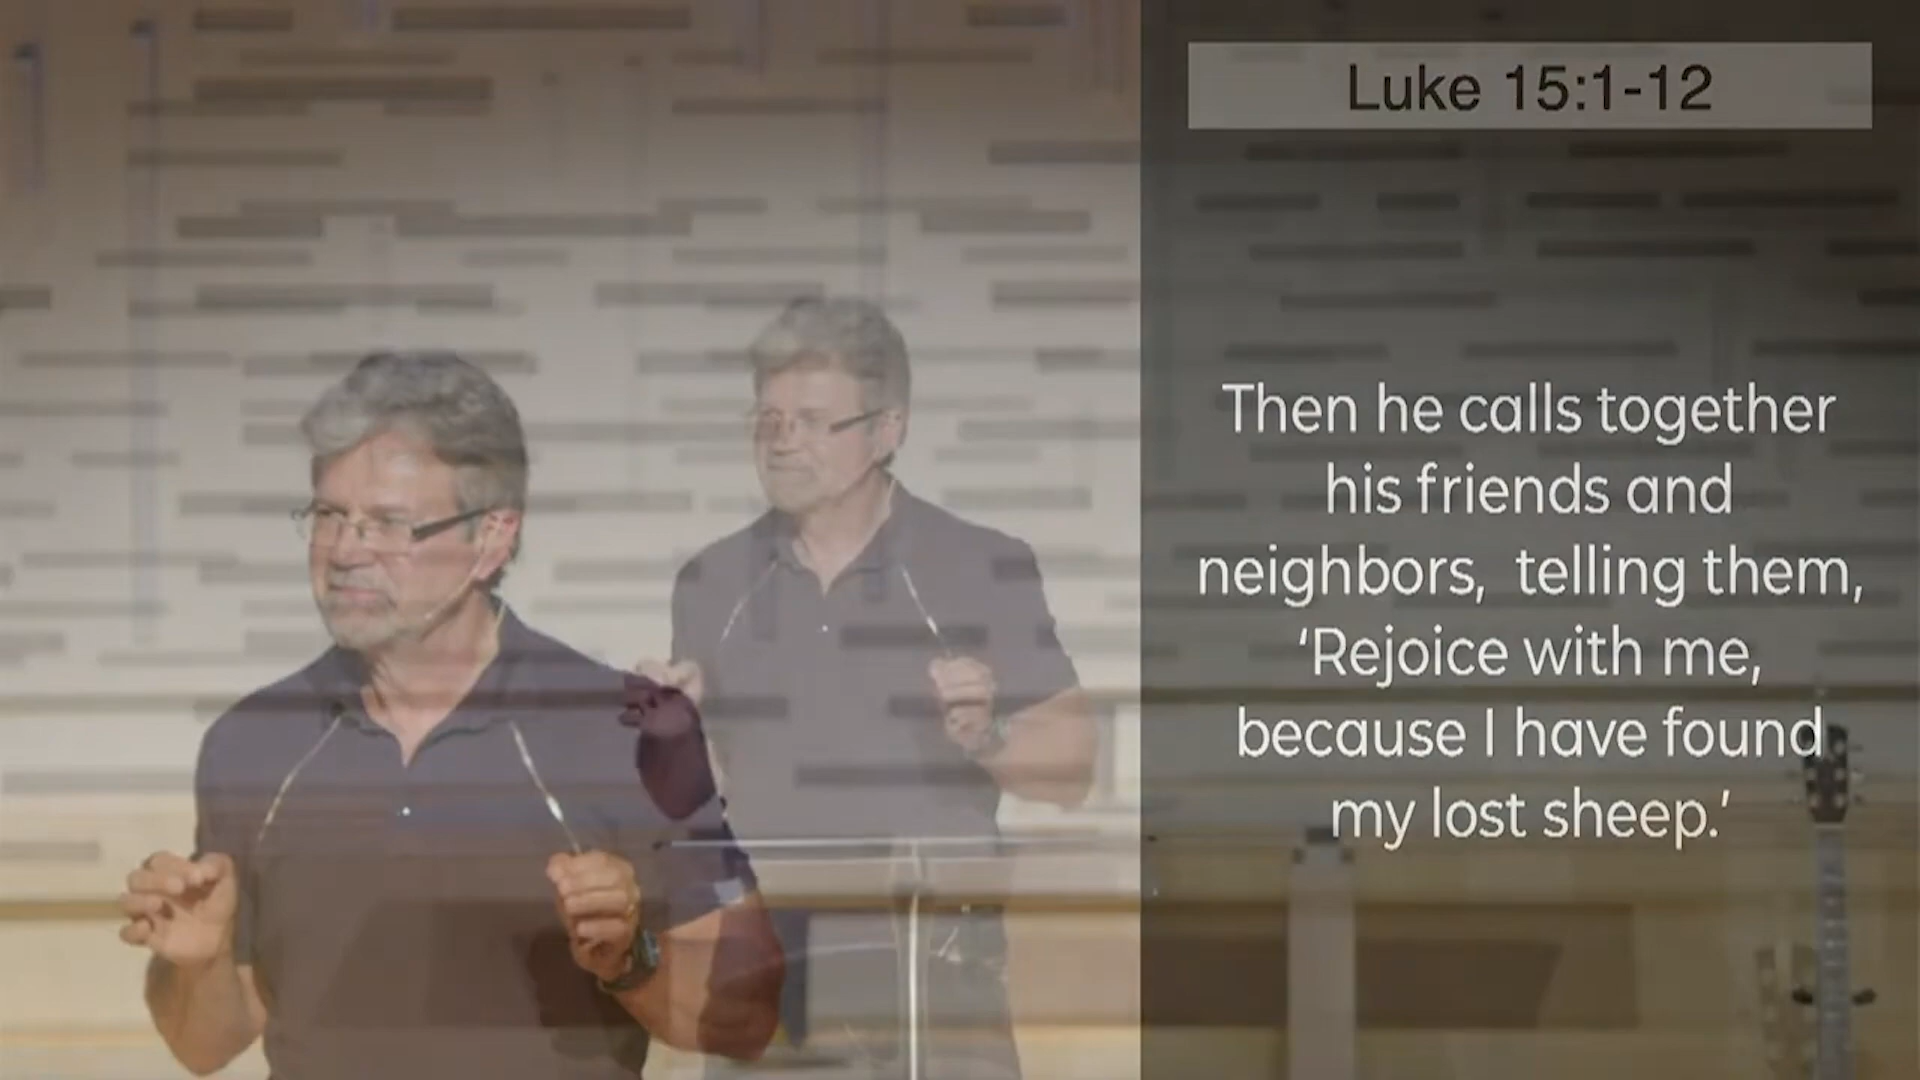 Luke 15:1-12
Then he calls together
his friends and
neighbors, telling them,
‘Rejoice with me,
because I have found
my lost sheep.’